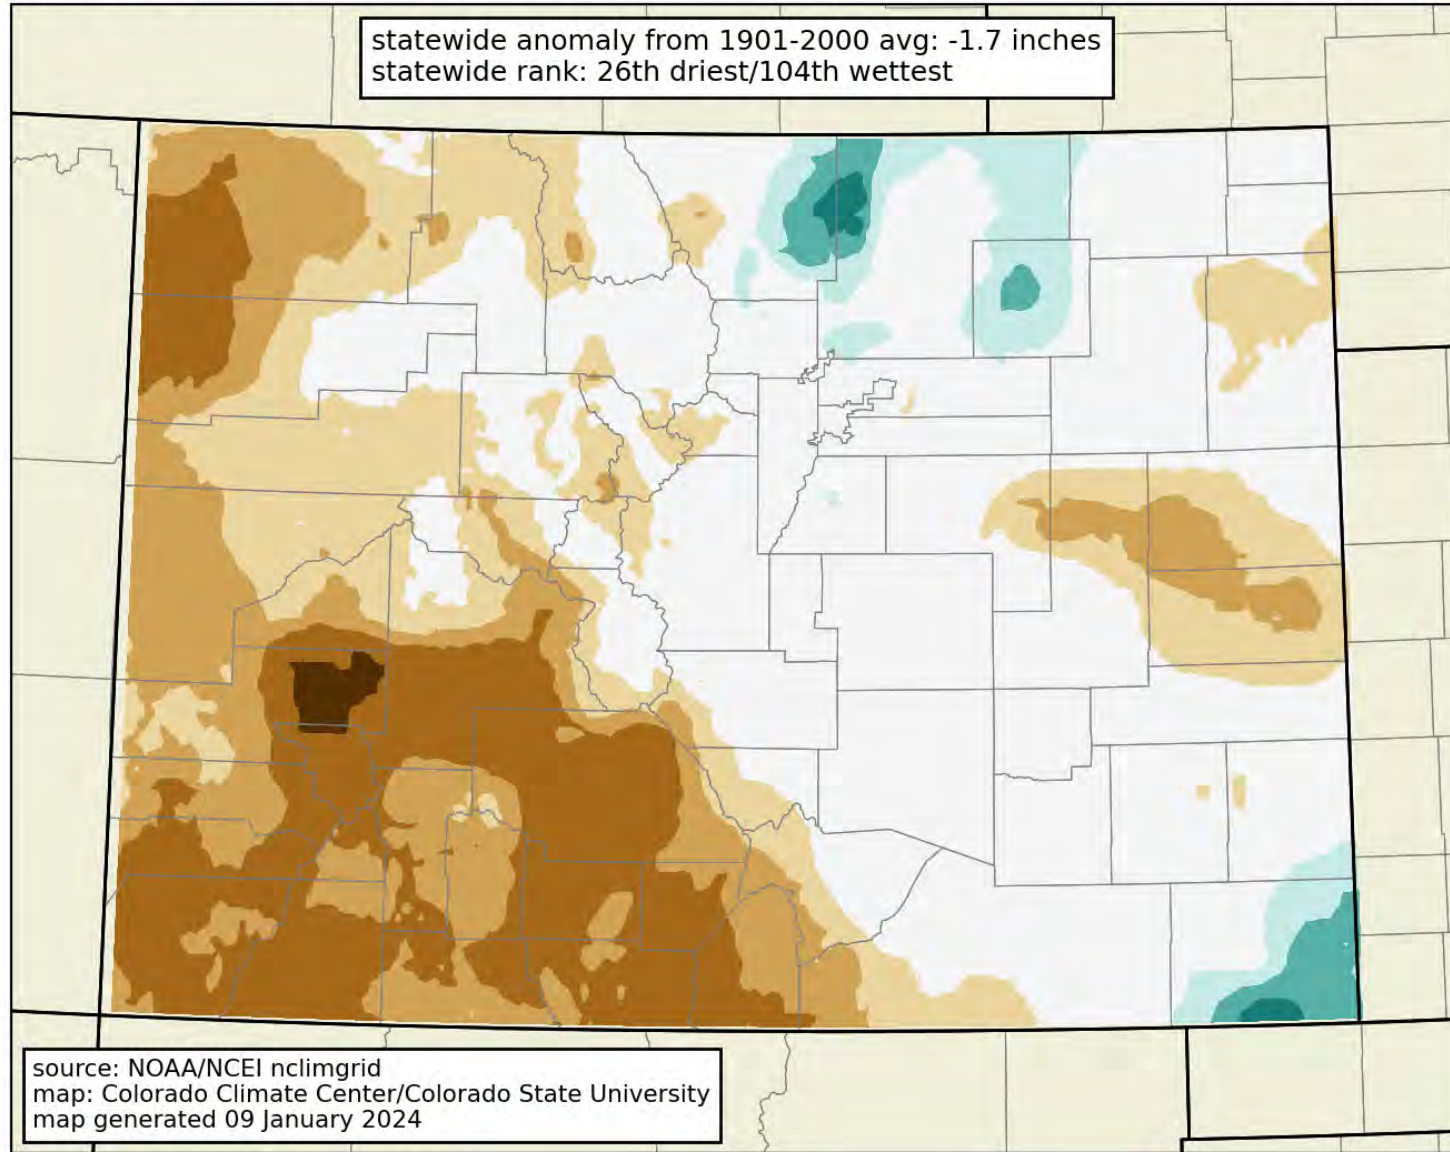 statewide anomaly from 1901-2000 avg: -1.7 inches
statewide rank: 26th driest/104th wettest
source: NOAA/NCEI nclimgrid
map: Colorado Climate Center/Colorado State University
map generated 09 January 2024